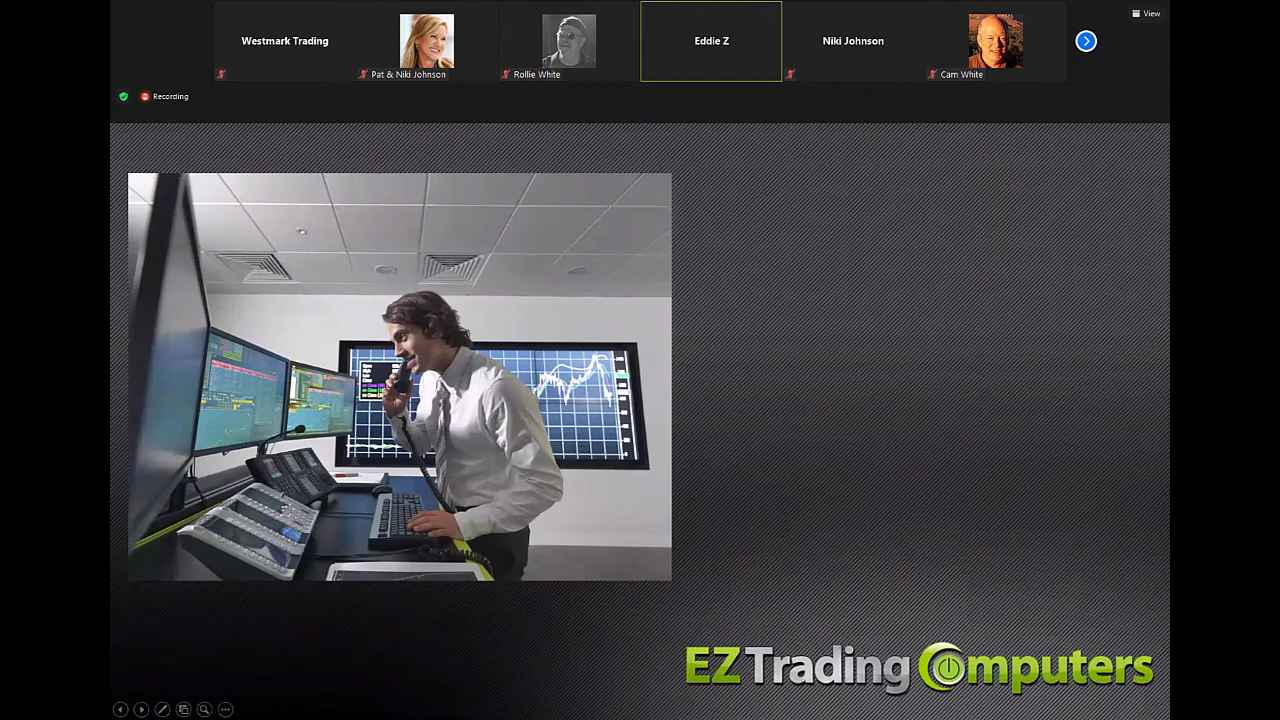 View
Westmark Trading
Eddie Z
Niki Johnson
Pat & Niki Johnson
Rollie White
Cam White
Recording
EZTrading Computers